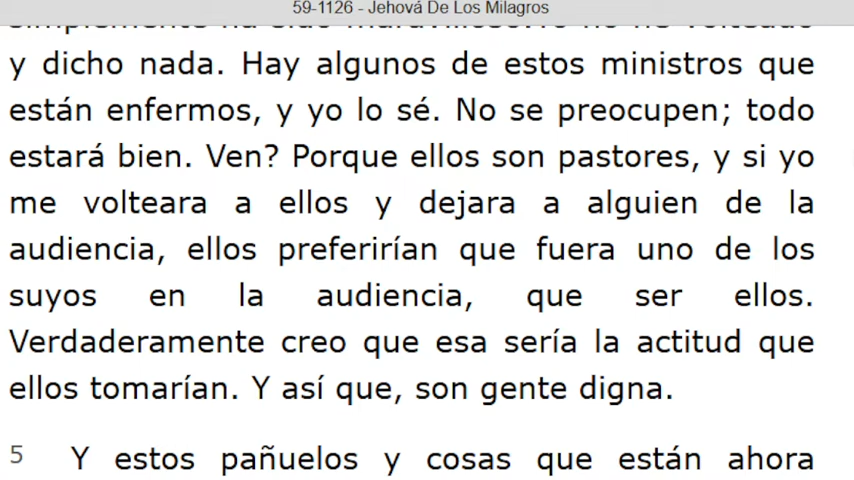 59-1126 - Jehová De Los Milagros
y dicho nada. Hay algunos de estos ministros que
están enfermos, y yo lo sé. No se preocupen; todo
estará bien. Ven? Porque ellos son pastores, y si yo
me volteara a ellos y dejara a alguien de la
audiencia, ellos preferirían que fuera uno de los
suyos en la audiencia, que ser ellos.
Verdaderamente creo que esa sería la actitud que
ellos tomarían. Y así que, son gente digna.
5 Y estos pañuelos y cosas que están ahora